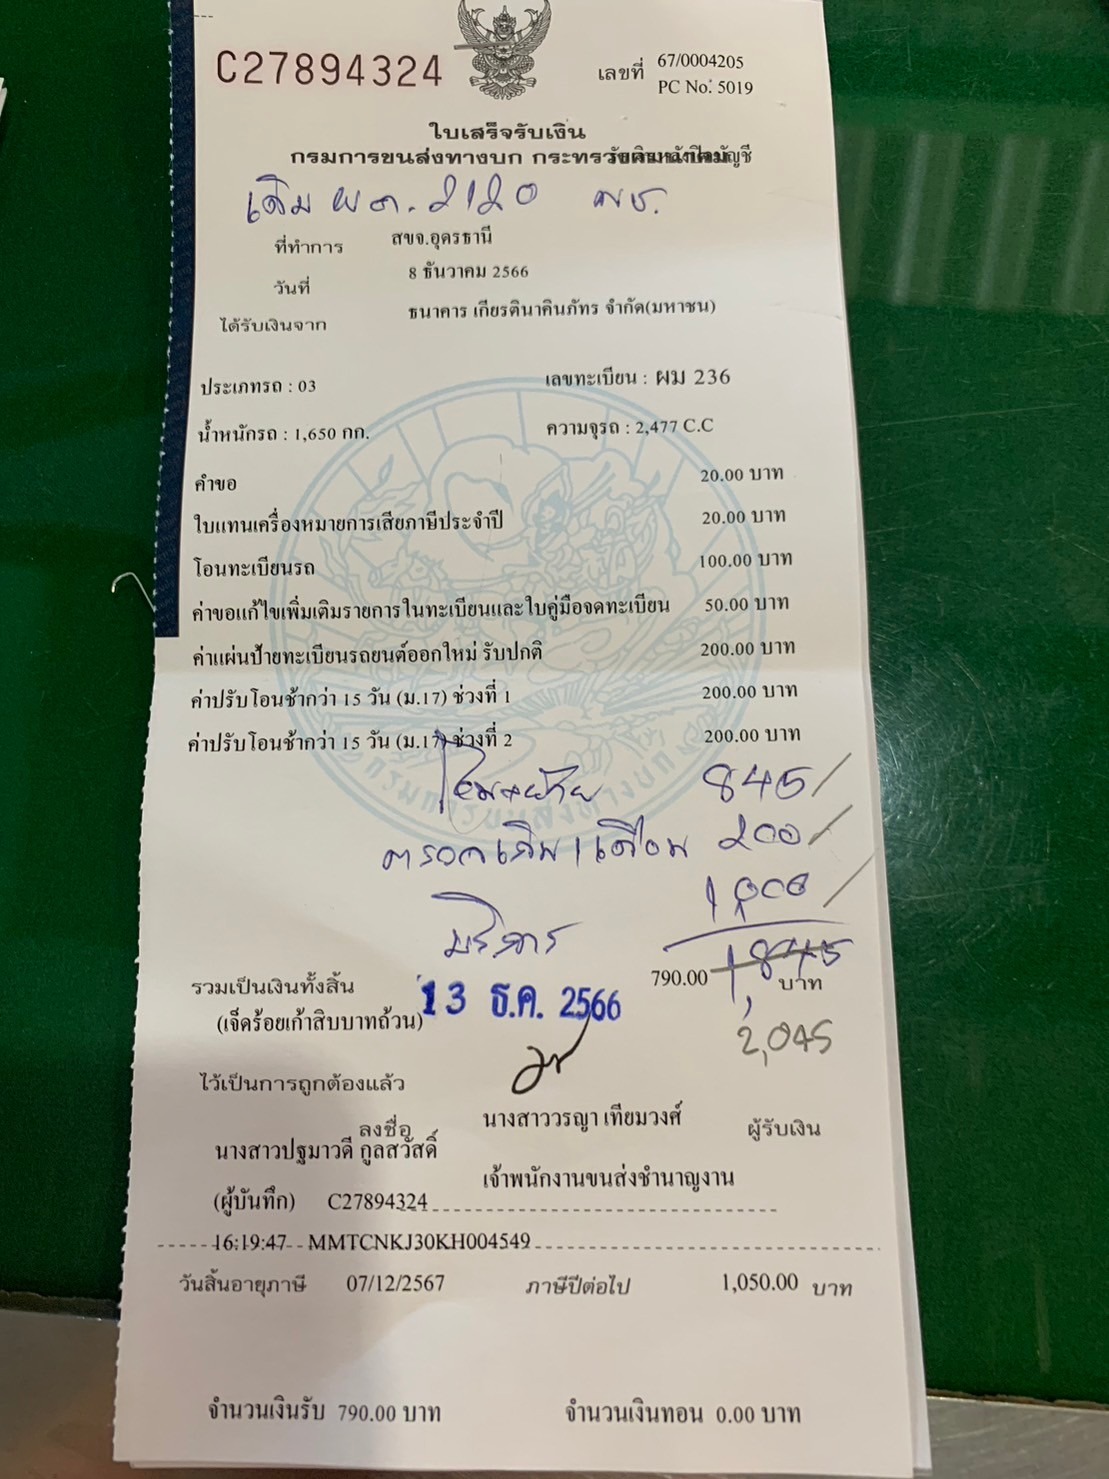 C27894324
เลขที่ 67/0004205
PC No: 5019
ใบเสร็จรับเงิน
กรมการขนส่งทางบก
เดิม ผก. 2120 พช.
ที่ทำการ สขจ.อุดรธานี
วันที่ 8 ธันวาคม 2566
ได้รับเงินจาก ธนาคาร เกียรตินาคินภัทร จำกัด(มหาชน)
ประเภทรถ : 03 เลขทะเบียน : ผม 236
น้ำหนักรถ : 1,650 กก. ความจุรถ : 2,477 C.C
คำขอ 20.00 บาท
ใบแทนเครื่องหมายการเสียภาษีประจำปี 20.00 บาท
โอนทะเบียนรถ 100.00 บาท
ค่าขอแก้ไขเพิ่มเติมรายการในทะเบียนและใบคู่มือจดทะเบียน 50.00 บาท
ค่าแผ่นป้ายทะเบียนรถยนต์ออกใหม่ รับปกติ 200.00 บาท
ค่าปรับโอนช้ากว่า 15 วัน (ม.17) ช่วงที่ 1 200.00 บาท
ค่าปรับโอนช้ากว่า 15 วัน (ม.17) ช่วงที่ 2 200.00 บาท
กรมการขนส่งทางบก
845/
เดือน 200/
1,000/
บริการ
1,845
รวมเป็นเงินทั้งสิ้น 790.00 บาท
(เจ็ดร้อยเก้าสิบบาทถ้วน) 13 ธ.ค. 2566
2,045
ไว้เป็นการถูกต้องแล้ว
ลงชื่อ นางสาววรญา เทียมวงศ์ ผู้รับเงิน
นางสาวปฐมาวดี กูลสวัสดิ์
เจ้าพนักงานขนส่งชำนาญงาน
(ผู้บันทึก) C27894324
16:19:47 MMTCNKJ30KH004549
วันสิ้นอายุภาษี 07/12/2567 ภาษีปีต่อไป 1,050.00 บาท
จำนวนเงินรับ 790.00 บาท จำนวนเงินทอน 0.00 บาท